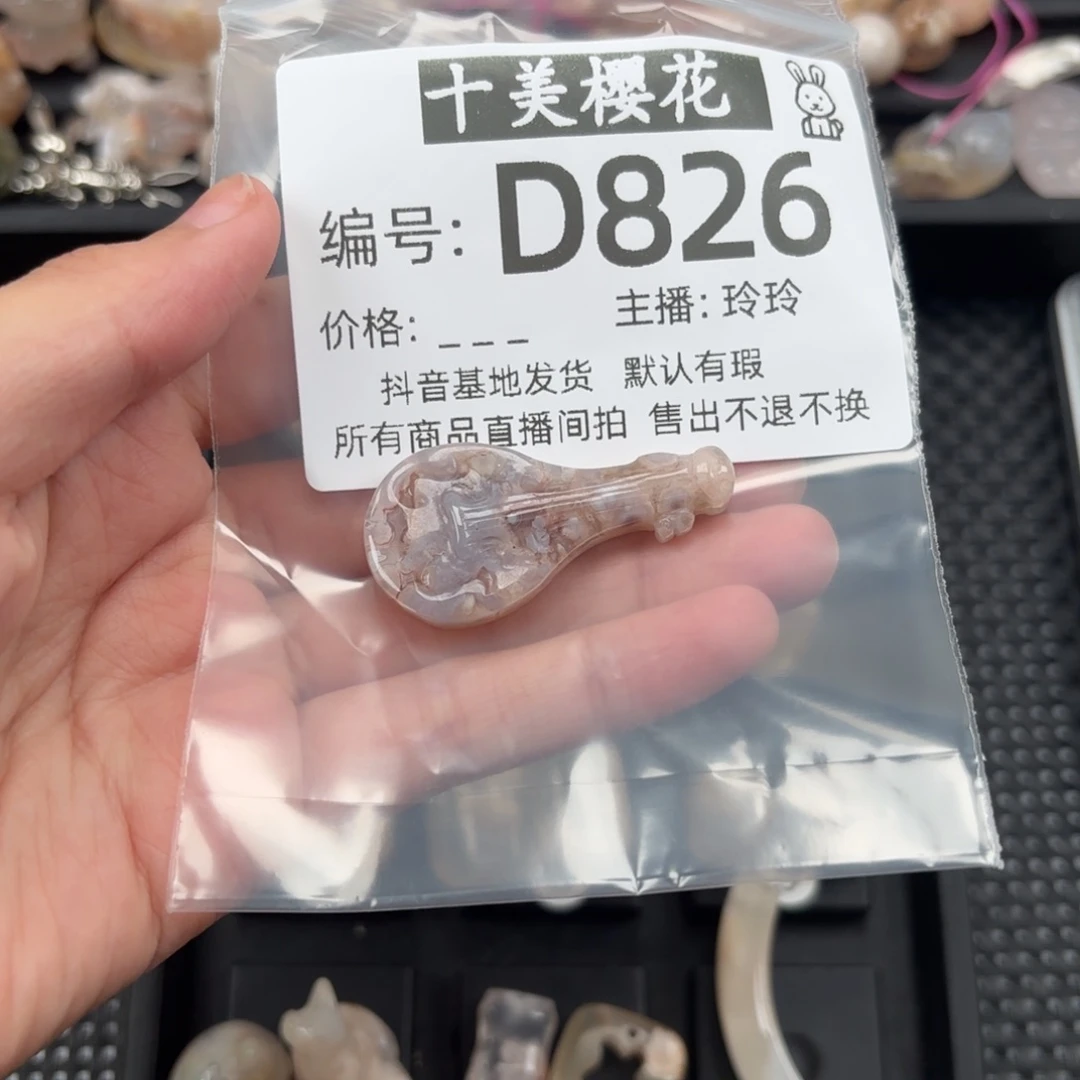 十美樱花
编号: D826
价格: _ _ _ 主播: 玲玲
抖音基地发货 默认有瑕
所有商品直播间拍 售出不退不换